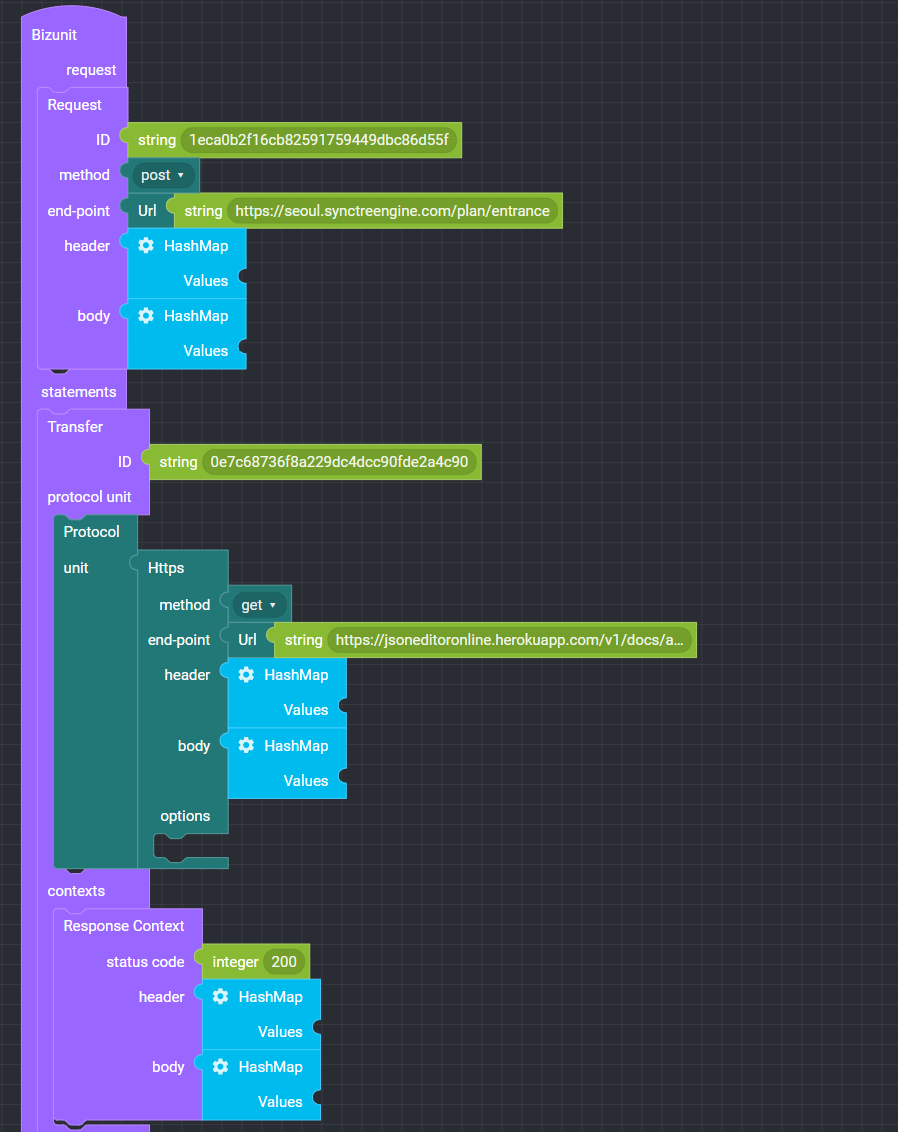 Bizunit
request
Request
ID string 1eca0b2f16cb82591759449dbc86d55f
method post
end-point Url string https://seoul.synctreengine.com/plan/entrance
header HashMap
Values
body HashMap
Values
statements
Transfer
ID string 0e7c68736f8a229dc4dcc90fde2a4c90
protocol unit
Protocol
unit Https
method get
end-point Url string https://jsoneditoronline.herokuapp.com/v1/docs/a...
header HashMap
Values
body HashMap
Values
options
contexts
Response Context
status code integer 200
header HashMap
Values
body HashMap
Values